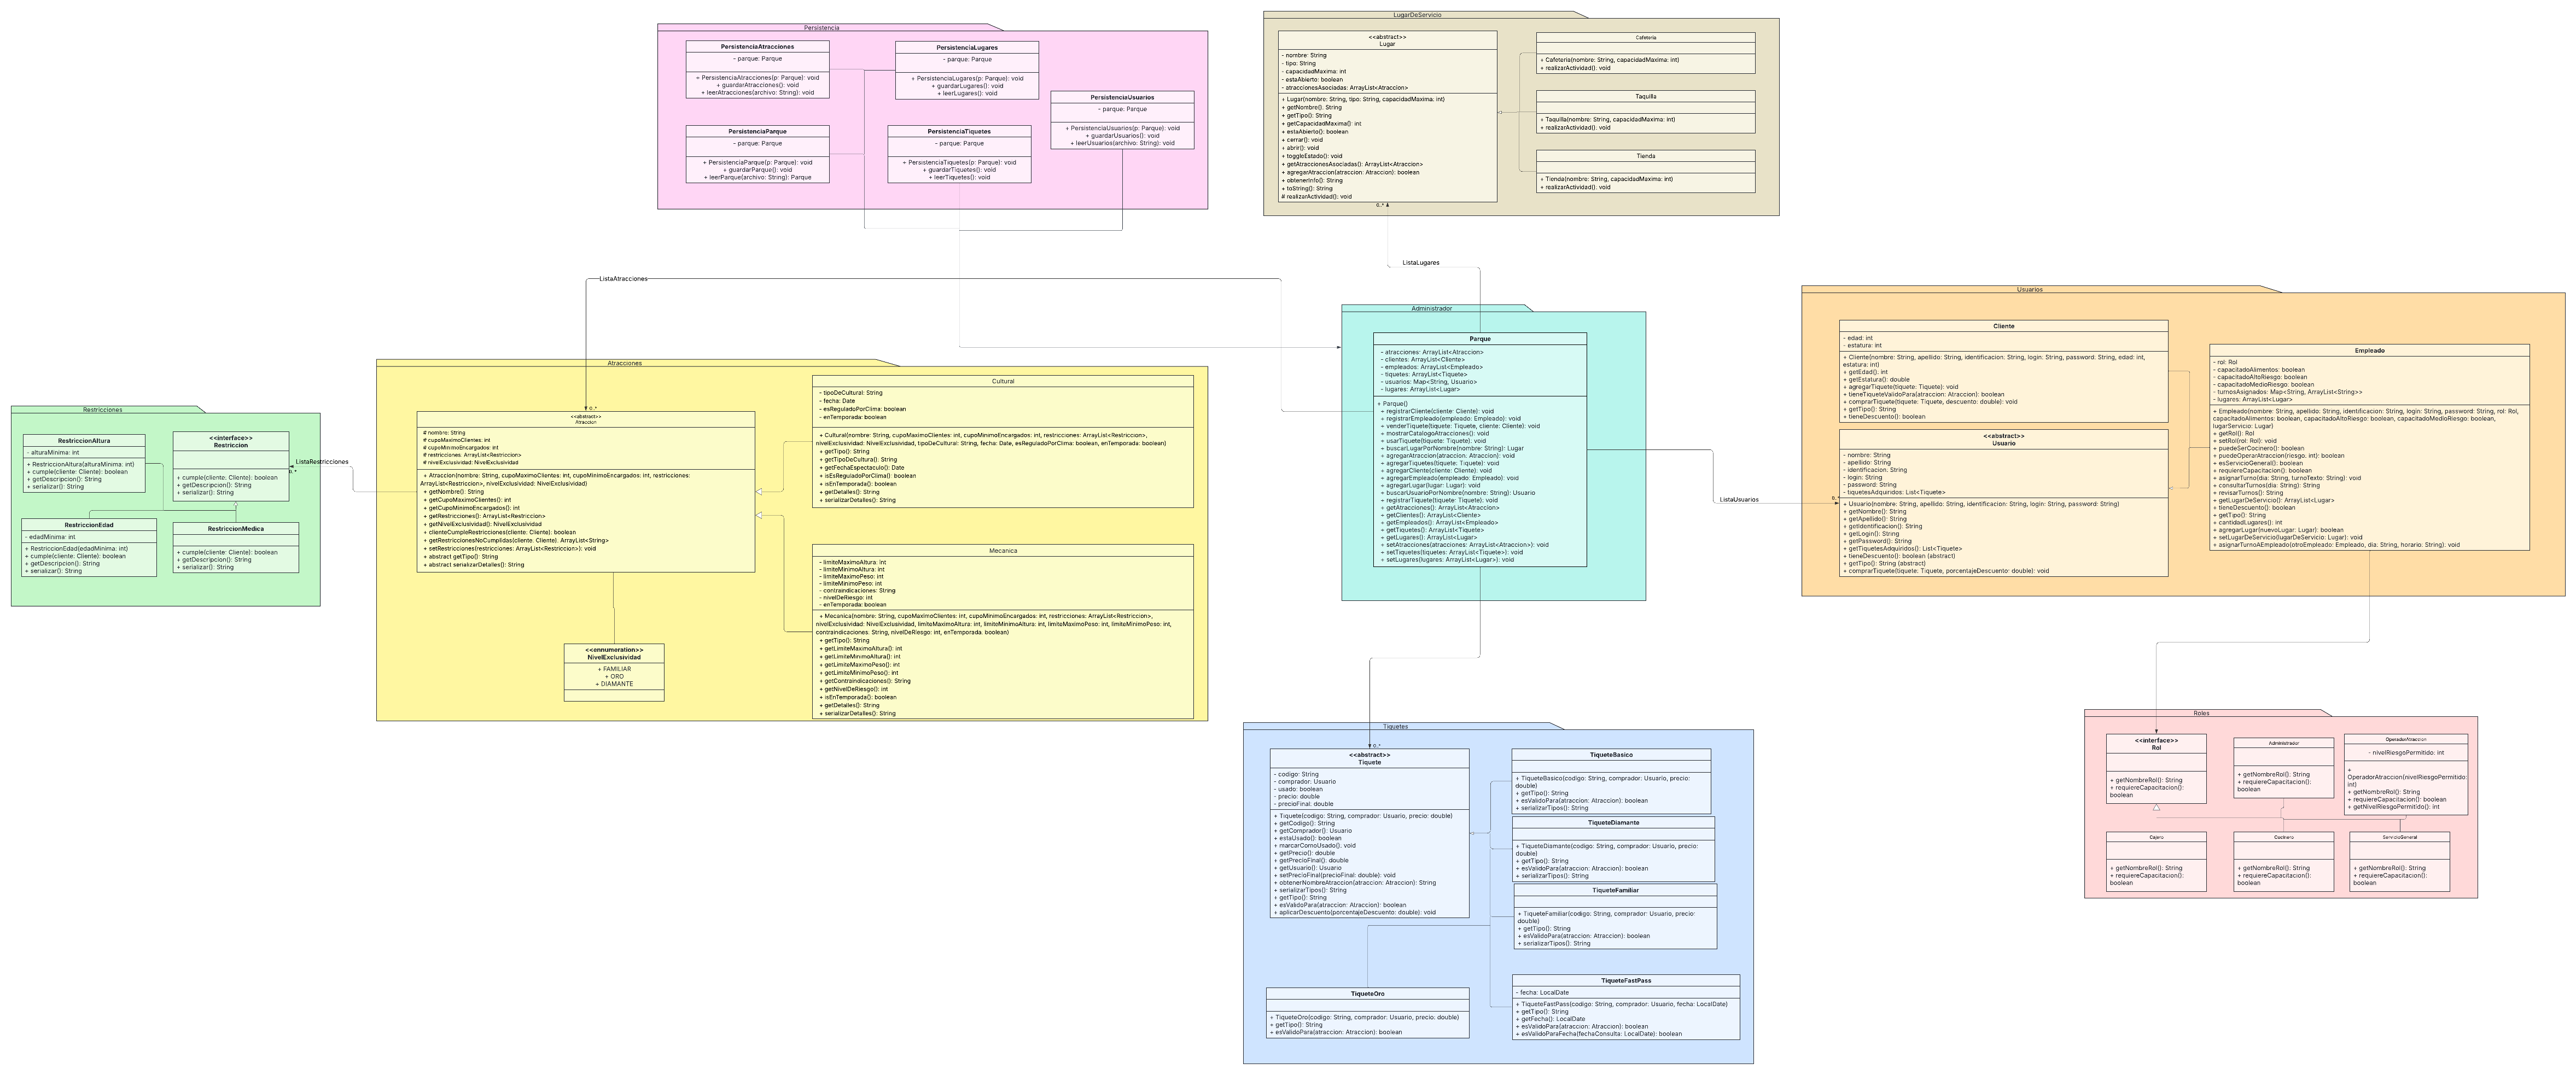 Persistencia
PersistenciaAtracciones
- parque: Parque
+ PersistenciaAtracciones(p: Parque): void
+ guardarAtracciones(): void
+ leerAtracciones(archivo: String): void
PersistenciaLugares
- parque: Parque
+ PersistenciaLugares(p: Parque): void
+ guardarLugares(): void
+ leerLugares(): void
PersistenciaUsuarios
- parque: Parque
+ PersistenciaUsuarios(p: Parque): void
+ guardarUsuarios(): void
+ leerUsuarios(archivo: String): void
PersistenciaParque
- parque: Parque
+ PersistenciaParque(p: Parque): void
+ guardarParque(): void
+ leerParque(archivo: String): Parque
PersistenciaTiquetes
- parque: Parque
+ PersistenciaTiquetes(p: Parque): void
+ guardarTiquetes(): void
+ leerTiquetes(): void
LugarDeServicio
<<abstract>>
Lugar
- nombre: String
- tipo: String
- capacidadMaxima: int
- estaAbierto: boolean
- atraccionesAsociadas: ArrayList<Atraccion>
+ Lugar(nombre: String, tipo: String, capacidadMaxima: int)
+ getNombre(): String
+ getTipo(): String
+ getCapacidadMaxima(): int
+ estaAbierto(): boolean
+ cerrar(): void
+ abrir(): void
+ toggleEstado(): void
+ getAtraccionesAsociadas(): ArrayList<Atraccion>
+ agregarAtraccion(atraccion: Atraccion): boolean
+ obtenerInfo(): String
+ toString(): String
# realizarActividad(): void
0..*
Cafeteria
+ Cafeteria(nombre: String, capacidadMaxima: int)
+ realizarActividad(): void
Taquilla
+ Taquilla(nombre: String, capacidadMaxima: int)
+ realizarActividad(): void
Tienda
+ Tienda(nombre: String, capacidadMaxima: int)
+ realizarActividad(): void
ListaLugares
ListaAtracciones
Administrador
Parque
- atracciones: ArrayList<Atraccion>
- clientes: ArrayList<Cliente>
- empleados: ArrayList<Empleado>
- tiquetes: ArrayList<Tiquete>
- usuarios: Map<String, Usuario>
- lugares: ArrayList<Lugar>
+ Parque()
+ registrarCliente(cliente: Cliente): void
+ registrarEmpleado(empleado: Empleado): void
+ venderTiquete(tiquete: Tiquete, cliente: Cliente): void
+ mostrarCatalogoAtracciones(): void
+ usarTiquete(tiquete: Tiquete): void
+ buscarLugarPorNombre(nombre: String): Lugar
+ agregarAtraccion(atraccion: Atraccion): void
+ agregarTiquetes(tiquete: Tiquete): void
+ agregarCliente(cliente: Cliente): void
+ agregarEmpleado(empleado: Empleado): void
+ agregarLugar(lugar: Lugar): void
+ buscarUsuarioPorNombre(nombre: String): Usuario
+ registrarTiquete(tiquete: Tiquete): void
+ getAtracciones(): ArrayList<Atraccion>
+ getClientes(): ArrayList<Cliente>
+ getEmpleados(): ArrayList<Empleado>
+ getTiquetes(): ArrayList<Tiquete>
+ getLugares(): ArrayList<Lugar>
+ setAtracciones(atracciones: ArrayList<Atraccion>): void
+ setTiquetes(tiquetes: ArrayList<Tiquete>): void
+ setLugares(lugares: ArrayList<Lugar>): void
ListaUsuarios
0..*
Usuarios
Cliente
- edad: int
- estatura: int
+ Cliente(nombre: String, apellido: String, identificacion: String, login: String, password: String, edad: int,
estatura: int)
+ getEdad(): int
+ getEstatura(): double
+ agregarTiquete(tiquete: Tiquete): void
+ tieneTiqueteValidoPara(atraccion: Atraccion): boolean
+ comprarTiquete(tiquete: Tiquete, descuento: double): void
+ getTipo(): String
+ tieneDescuento(): boolean
<<abstract>>
Usuario
- nombre: String
- apellido: String
- identificacion: String
- login: String
- password: String
- tiquetesAdquiridos: List<Tiquete>
+ Usuario(nombre: String, apellido: String, identificacion: String, login: String, password: String)
+ getNombre(): String
+ getApellido(): String
+ getIdentificacion(): String
+ getLogin(): String
+ getPassword(): String
+ getTiquetesAdquiridos(): List<Tiquete>
+ tieneDescuento(): boolean (abstract)
+ getTipo(): String (abstract)
+ comprarTiquete(tiquete: Tiquete, porcentajeDescuento: double): void
Empleado
- rol: Rol
- capacitadoAlimentos: boolean
- capacitadoAltoRiesgo: boolean
- capacitadoMedioRiesgo: boolean
- turnosAsignados: Map<String, ArrayList<String>>
- lugares: ArrayList<Lugar>
+ Empleado(nombre: String, apellido: String, identificacion: String, login: String, password: String, rol: Rol,
capacitadoAlimentos: boolean, capacitadoAltoRiesgo: boolean, capacitadoMedioRiesgo: boolean,
lugarServicio: Lugar)
+ getRol(): Rol
+ setRol(rol: Rol): void
+ puedeSerCocinero(): boolean
+ puedeOperarAtraccion(riesgo: int): boolean
+ esServicioGeneral(): boolean
+ requiereCapacitacion(): boolean
+ asignarTurno(dia: String, turnoTexto: String): void
+ consultarTurnos(dia: String): String
+ revisarTurnos(): String
+ getLugarDeServicio(): ArrayList<Lugar>
+ tieneDescuento(): boolean
+ getTipo(): String
+ cantidadLugares(): int
+ agregarLugar(nuevoLugar: Lugar): boolean
+ setLugarDeServicio(lugarDeServicio: Lugar): void
+ asignarTurnoAEmpleado(otroEmpleado: Empleado, dia: String, horario: String): void
Restricciones
RestriccionAltura
- alturaMinima: int
+ RestriccionAltura(alturaMinima: int)
+ cumple(cliente: Cliente): boolean
+ getDescripcion(): String
+ serializar(): String
<<interface>>
Restriccion
+ cumple(cliente: Cliente): boolean
+ getDescripcion(): String
+ serializar(): String
RestriccionEdad
- edadMinima: int
+ RestriccionEdad(edadMinima: int)
+ cumple(cliente: Cliente): boolean
+ getDescripcion(): String
+ serializar(): String
RestriccionMedica
+ cumple(cliente: Cliente): boolean
+ getDescripcion(): String
+ serializar(): String
ListaRestricciones
0..*
Atracciones
0..*
<<abstract>>
Atraccion
# nombre: String
# cupoMaximoClientes: int
# cupoMinimoEncargados: int
# restricciones: ArrayList<Restriccion>
# nivelExclusividad: NivelExclusividad
+ Atraccion(nombre: String, cupoMaximoClientes: int, cupoMinimoEncargados: int, restricciones:
ArrayList<Restriccion>, nivelExclusividad: NivelExclusividad)
+ getNombre(): String
+ getCupoMaximoClientes(): int
+ getCupoMinimoEncargados(): int
+ getRestricciones(): ArrayList<Restriccion>
+ getNivelExclusividad(): NivelExclusividad
+ clienteCumpleRestricciones(cliente: Cliente): boolean
+ getRestriccionesNoCumplidas(cliente: Cliente): ArrayList<String>
+ setRestricciones(restricciones: ArrayList<Restriccion>): void
+ abstract getTipo(): String
+ abstract serializarDetalles(): String
<<ennumeration>>
NivelExclusividad
+ FAMILIAR
+ ORO
+ DIAMANTE
Cultural
- tipoDeCultural: String
- fecha: Date
- esReguladoPorClima: boolean
- enTemporada: boolean
+ Cultural(nombre: String, cupoMaximoClientes: int, cupoMinimoEncargados: int, restricciones: ArrayList<Restriccion>,
nivelExclusividad: NivelExclusividad, tipoDeCultural: String, fecha: Date, esReguladoPorClima: boolean, enTemporada: boolean)
+ getTipo(): String
+ getTipoDeCultura(): String
+ getFechaEspectaculo(): Date
+ isEsReguladoPorClima(): boolean
+ isEnTemporada(): boolean
+ getDetalles(): String
+ serializarDetalles(): String
Mecanica
- limiteMaximoAltura: int
- limiteMinimoAltura: int
- limiteMaximoPeso: int
- limiteMinimoPeso: int
- contraindicaciones: String
- nivelDeRiesgo: int
- enTemporada: boolean
+ Mecanica(nombre: String, cupoMaximoClientes: int, cupoMinimoEncargados: int, restricciones: ArrayList<Restriccion>,
nivelExclusividad: NivelExclusividad, limiteMaximoAltura: int, limiteMinimoAltura: int, limiteMaximoPeso: int, limiteMinimoPeso: int,
contraindicaciones: String, nivelDeRiesgo: int, enTemporada: boolean)
+ getTipo(): String
+ getLimiteMaximoAltura(): int
+ getLimiteMinimoAltura(): int
+ getLimiteMaximoPeso(): int
+ getLimiteMinimoPeso(): int
+ getContraindicaciones(): String
+ getNivelDeRiesgo(): int
+ isEnTemporada(): boolean
+ getDetalles(): String
+ serializarDetalles(): String
Tiquetes
0..*
<<abstract>>
Tiquete
- codigo: String
- comprador: Usuario
- usado: boolean
- precio: double
- precioFinal: double
+ Tiquete(codigo: String, comprador: Usuario, precio: double)
+ getCodigo(): String
+ getComprador(): Usuario
+ estaUsado(): boolean
+ marcarComoUsado(): void
+ getPrecio(): double
+ getPrecioFinal(): double
+ getUsuario(): Usuario
+ setPrecioFinal(precioFinal: double): void
+ obtenerNombreAtraccion(atraccion: Atraccion): String
+ serializarTipos(): String
+ getTipo(): String
+ esValidoPara(atraccion: Atraccion): boolean
+ aplicarDescuento(porcentajeDescuento: double): void
TiqueteBasico
+ TiqueteBasico(codigo: String, comprador: Usuario, precio:
double)
+ getTipo(): String
+ esValidoPara(atraccion: Atraccion): boolean
+ serializarTipos(): String
TiqueteDiamante
+ TiqueteDiamante(codigo: String, comprador: Usuario, precio:
double)
+ getTipo(): String
+ esValidoPara(atraccion: Atraccion): boolean
+ serializarTipos(): String
TiqueteFamiliar
+ TiqueteFamiliar(codigo: String, comprador: Usuario, precio:
double)
+ getTipo(): String
+ esValidoPara(atraccion: Atraccion): boolean
+ serializarTipos(): String
TiqueteOro
+ TiqueteOro(codigo: String, comprador: Usuario, precio: double)
+ getTipo(): String
+ esValidoPara(atraccion: Atraccion): boolean
TiqueteFastPass
- fecha: LocalDate
+ TiqueteFastPass(codigo: String, comprador: Usuario, fecha: LocalDate)
+ getTipo(): String
+ getFecha(): LocalDate
+ esValidoPara(atraccion: Atraccion): boolean
+ esValidoParaFecha(fechaConsulta: LocalDate): boolean
Roles
<<interface>>
Rol
+ getNombreRol(): String
+ requiereCapacitacion():
boolean
Administrador
+ getNombreRol(): String
+ requiereCapacitacion():
boolean
OperadorAtraccion
- nivelRiesgoPermitido: int
+
OperadorAtraccion(nivelRiesgoPermitido:
int)
+ getNombreRol(): String
+ requiereCapacitacion(): boolean
+ getNivelRiesgoPermitido(): int
Cajero
+ getNombreRol(): String
+ requiereCapacitacion():
boolean
Cocinero
+ getNombreRol(): String
+ requiereCapacitacion():
boolean
ServicioGeneral
+ getNombreRol(): String
+ requiereCapacitacion():
boolean